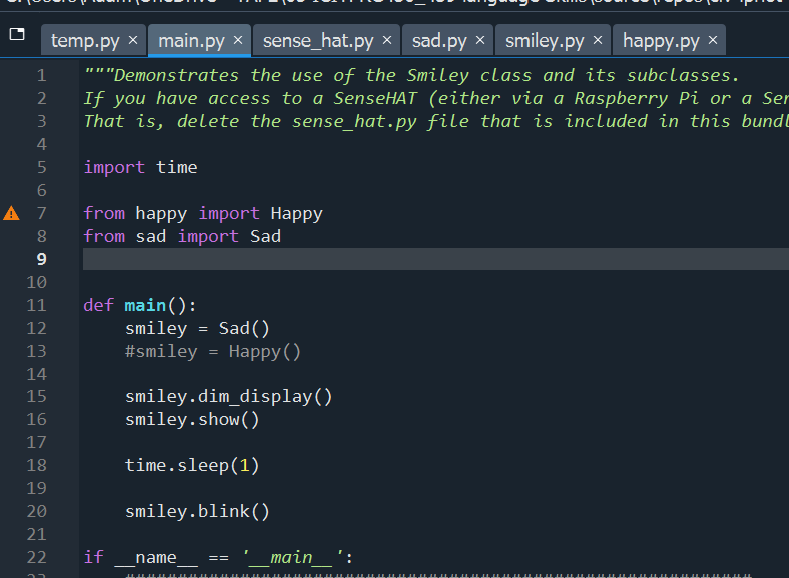 temp.py × main.py × sense_hat.py × sad.py × smiley.py × happy.py ×
1 """Demonstrates the use of the Smiley class and its subclasses.
2 If you have access to a SenseHAT (either via a Raspberry Pi or a Sen
3 That is, delete the sense_hat.py file that is included in this bundl
4
5 import time
6
7 from happy import Happy
8 from sad import Sad
9
10
11 def main():
12 smiley = Sad()
13 #smiley = Happy()
14
15 smiley.dim_display()
16 smiley.show()
17
18 time.sleep(1)
19
20 smiley.blink()
21
22 if __name__ == '__main__':